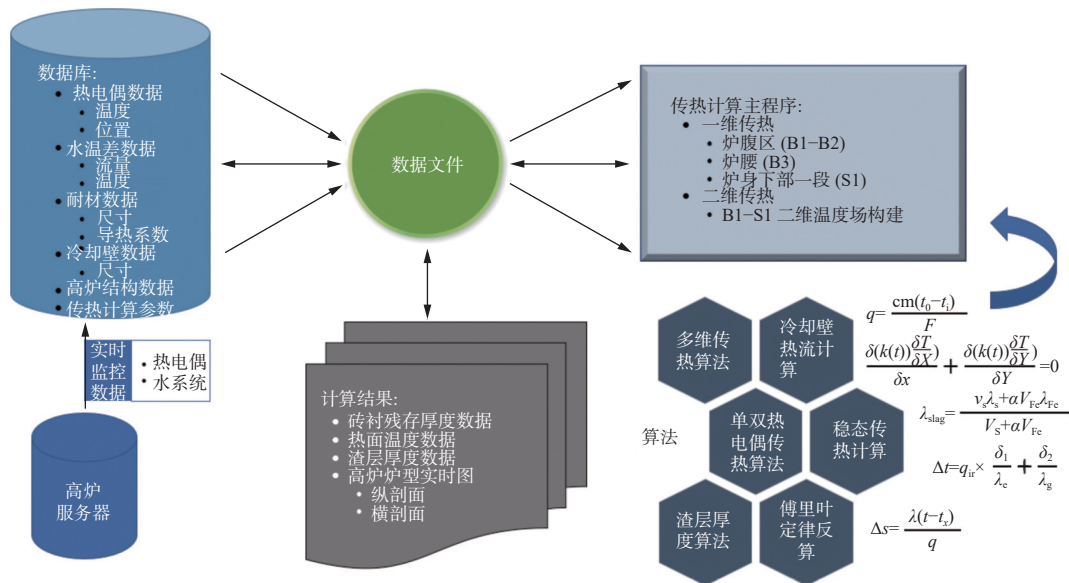 数据库:
• 热电偶数据
• 温度
• 位置
• 水温差数据
• 流量
• 温度
• 耐材数据
• 尺寸
• 导热系数
• 冷却壁数据
• 尺寸
• 高炉结构数据
• 传热计算参数
实时
监控
数据
• 热电偶
• 水系统
高炉
服务器
数据文件
计算结果:
• 砖衬残存厚度数据
• 热面温度数据
• 渣层厚度数据
• 高炉炉型实时图
• 纵剖面
• 横剖面
传热计算主程序:
• 一维传热
• 炉腹区 (B1−B2)
• 炉腰 (B3)
• 炉身下部一段 (S1)
• 二维传热
• B1−S1 二维温度场构建
算法
多维传
热算法
冷却壁
热流计
算
单双热
电偶传
热算法
稳态传
热计算
渣层厚
度算法
傅里叶
定律反
算
q= cm(t₀−tᵢ) / F
δ(k(t) δT/δX) / δx + δ(k(t) δT/δY) / δY =0
λslag= (vsλs+αVFeλFe) / (VS+αVFe)
Δt=qir× δ1/λc + δ2/λg
Δs= λ(t−tx) / q